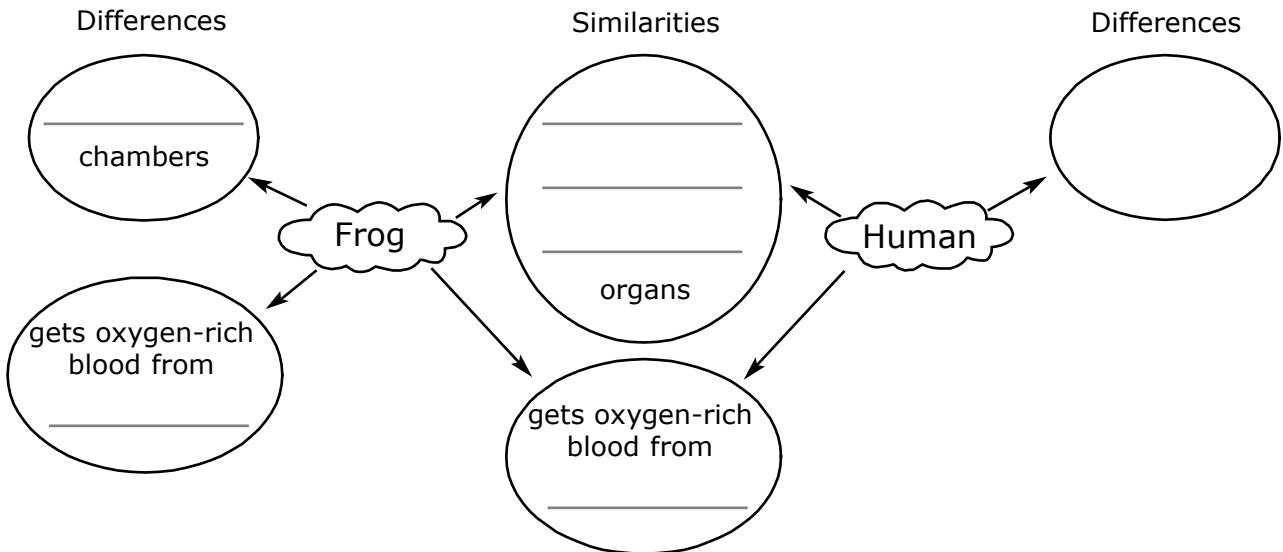 Differences
Similarities
Differences
chambers
Frog
Human
organs
gets oxygen-rich
blood from
gets oxygen-rich
blood from